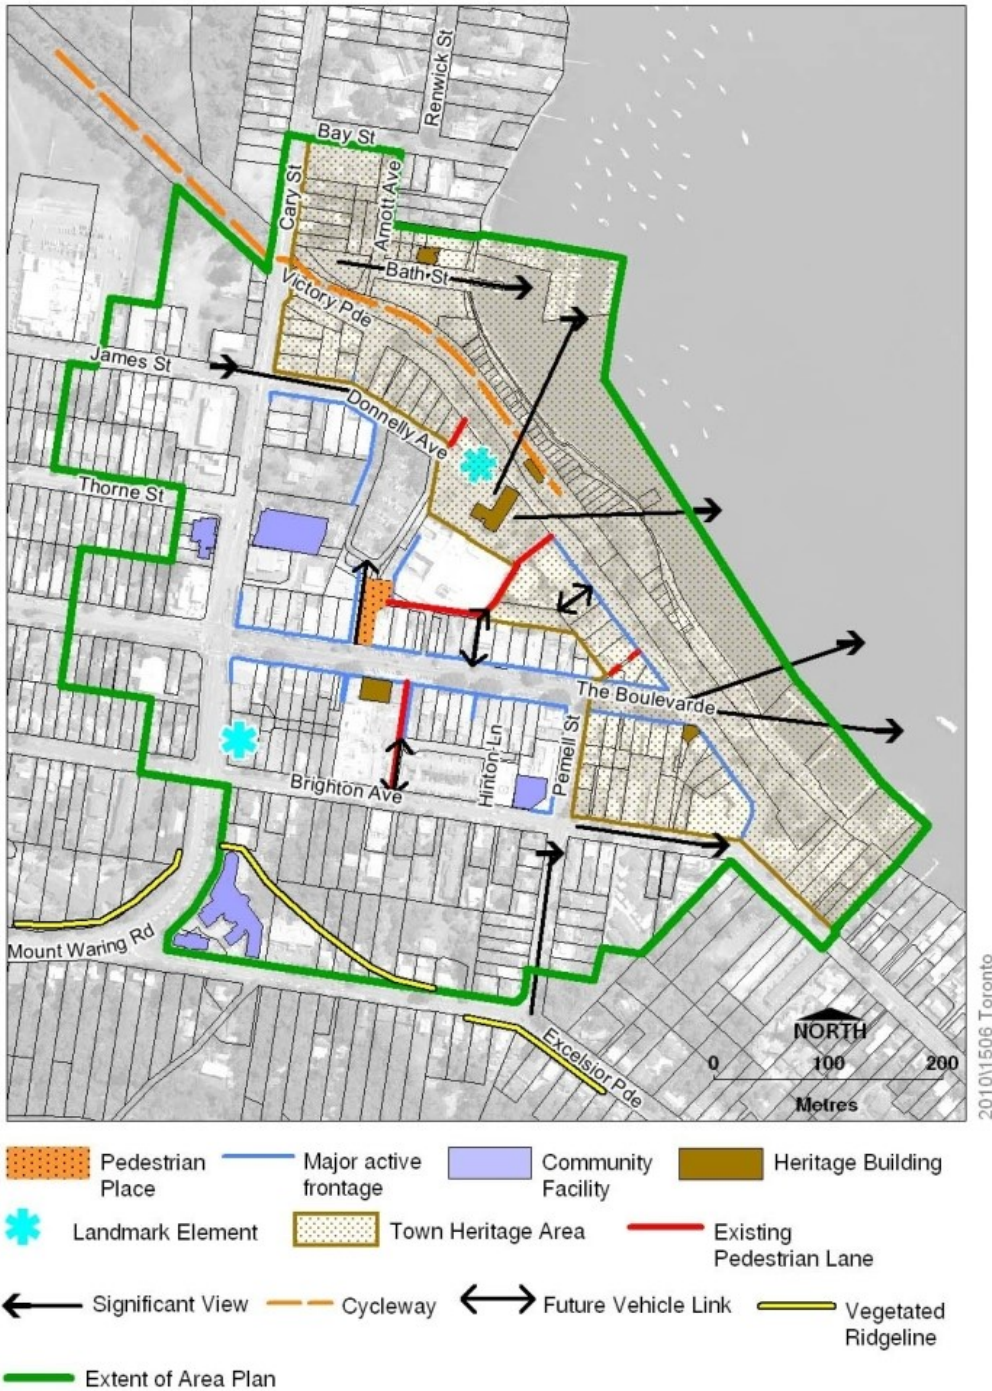 Renwick St
Bay St
Cary St
Arnott Ave
Bath St
Victory Pde
James St
Donnelly Ave
Thorne St
The Boulevarde
Pemell St
Hinton Ln
Brighton Ave
Mount Waring Rd
Excelsior Pde
NORTH
0 100 200
Metres
2010\1506 Toronto
Pedestrian
Place
Major active
frontage
Community
Facility
Heritage Building
Landmark Element
Town Heritage Area
Existing
Pedestrian Lane
Significant View
Cycleway
Future Vehicle Link
Vegetated
Ridgeline
Extent of Area Plan